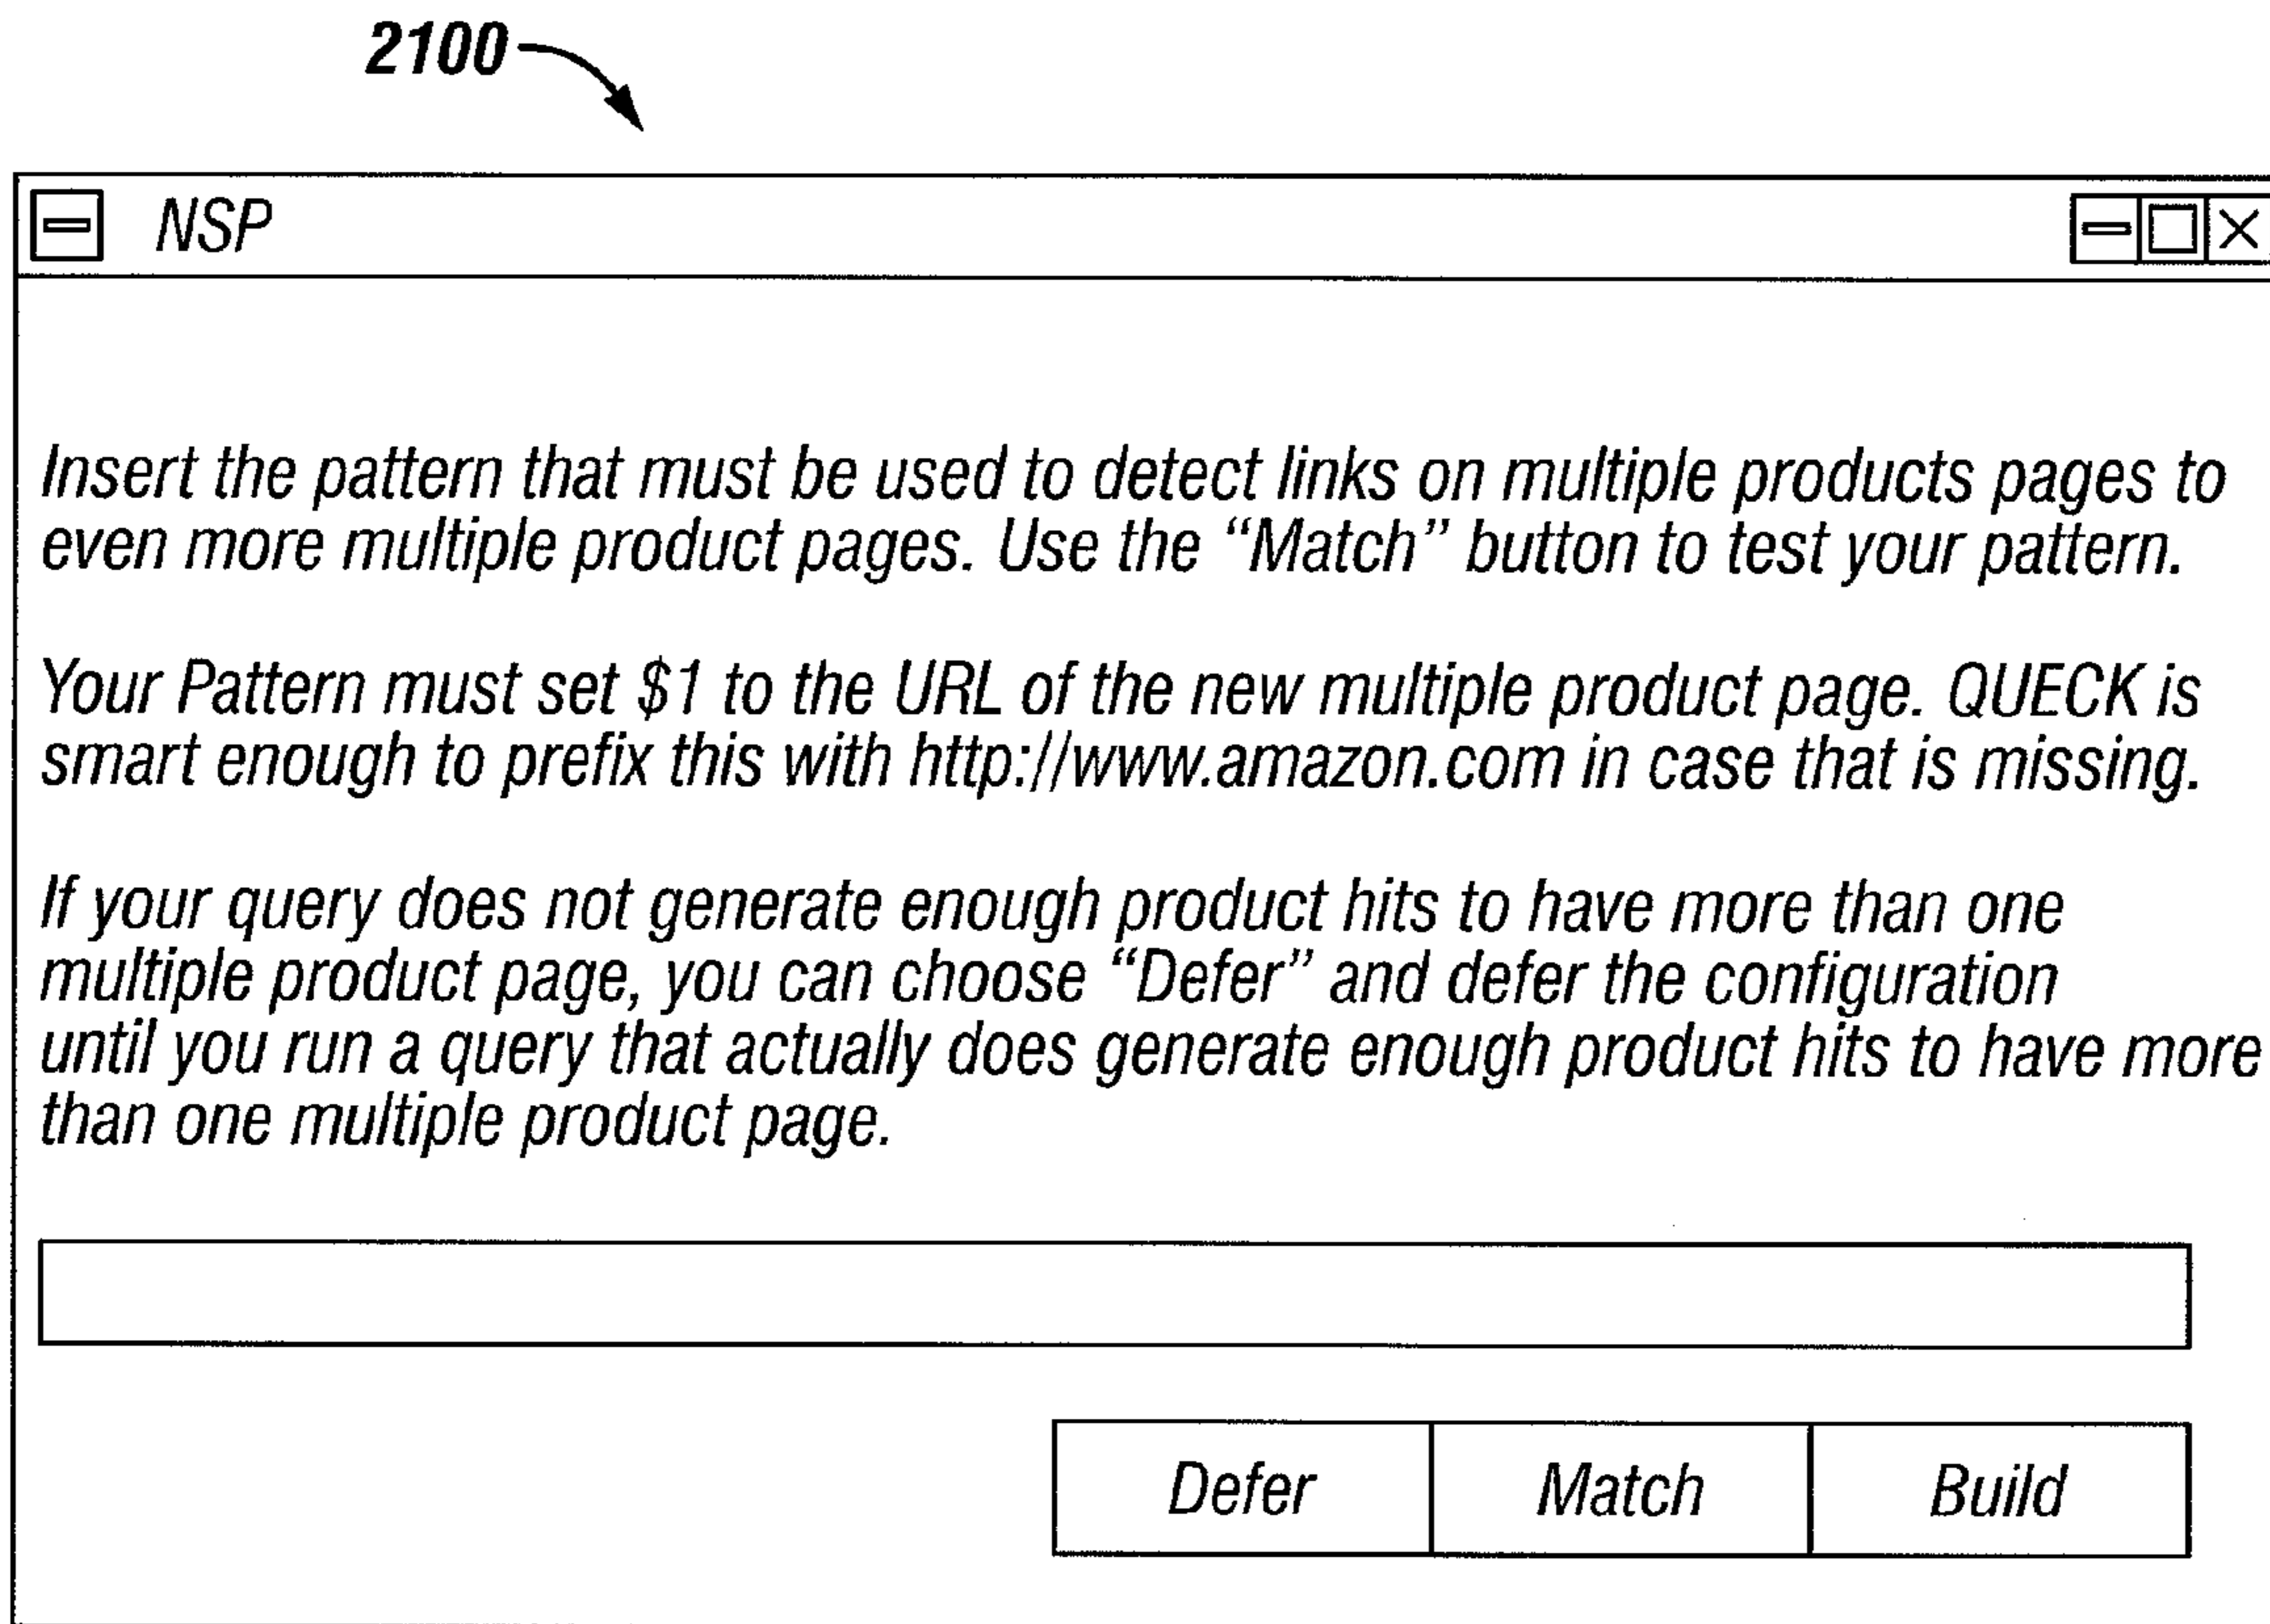 2100
NSP
Insert the pattern that must be used to detect links on multiple products pages to
even more multiple product pages. Use the “Match” button to test your pattern.
Your Pattern must set $1 to the URL of the new multiple product page. QUECK is
smart enough to prefix this with http://www.amazon.com in case that is missing.
If your query does not generate enough product hits to have more than one
multiple product page, you can choose “Defer” and defer the configuration
until you run a query that actually does generate enough product hits to have more
than one multiple product page.
Defer Match Build